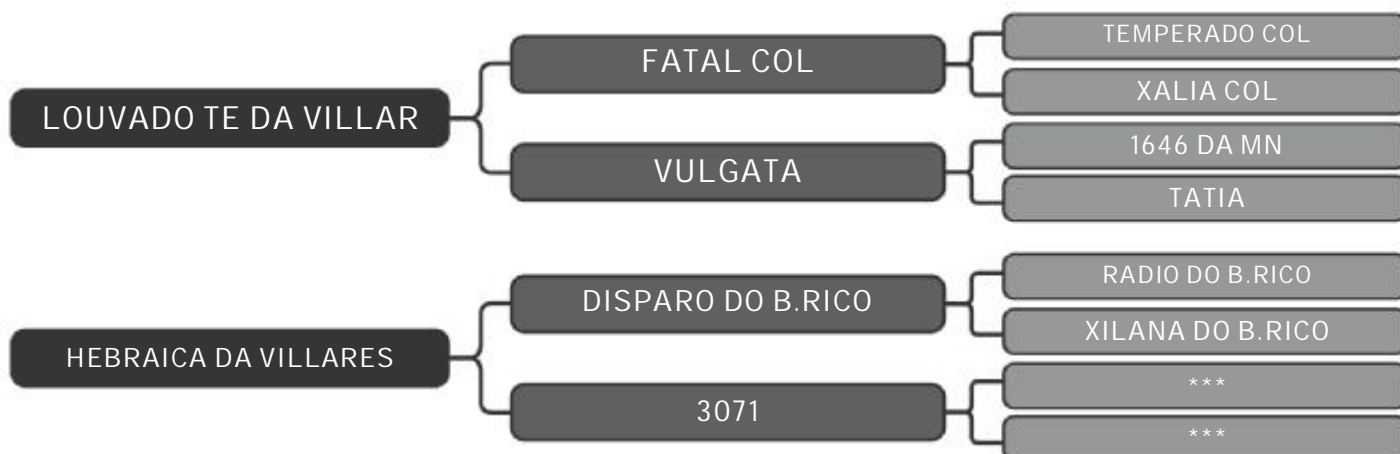 TEMPERADO COL
FATAL COL
XALIA COL
LOUVADO TE DA VILLAR
1646 DA MN
VULGATA
TATIA
RADIO DO B.RICO
DISPARO DO B.RICO
XILANA DO B.RICO
HEBRAICA DA VILLARES
***
3071
***